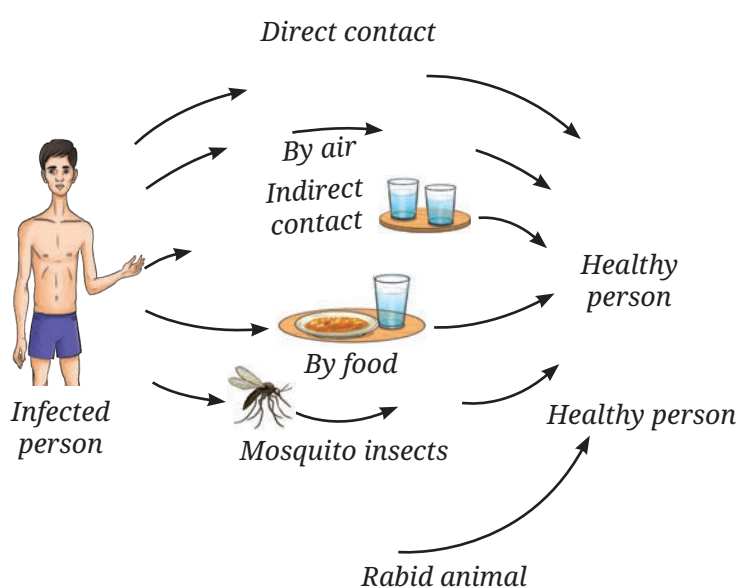 Direct contact
By air
Indirect
contact
Healthy
person
By food
Infected
person
Healthy person
Mosquito insects
Rabid animal